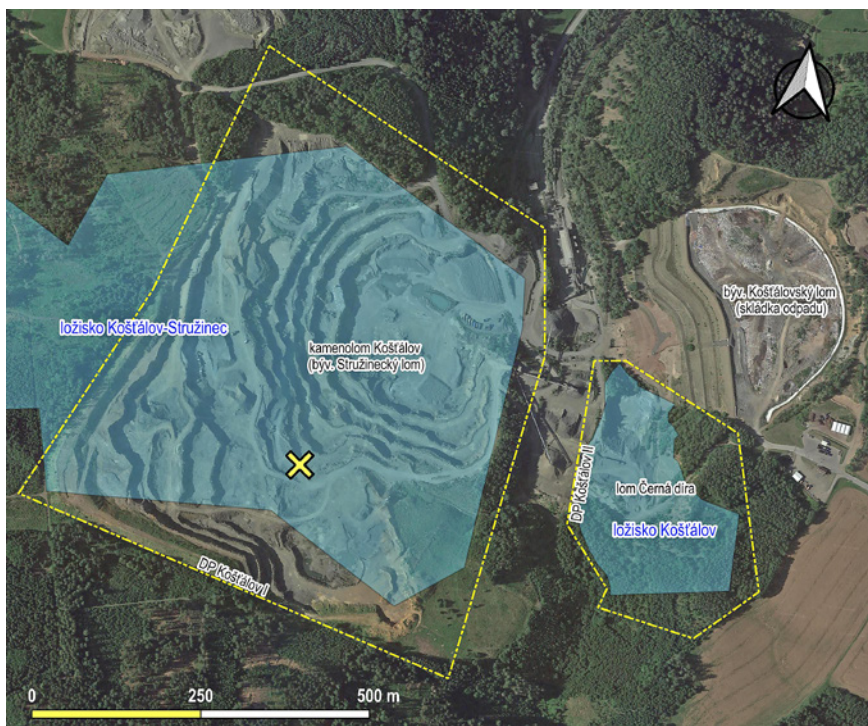 býv. Košťálovský lom
(skládka odpadu)
ložisko Košťálov-Stružinec
kamenolom Košťálov
(býv. Stružinecký lom)
DP Košťálov II
lom Černá díra
ložisko Košťálov
DP Košťálov I
0 250 500 m